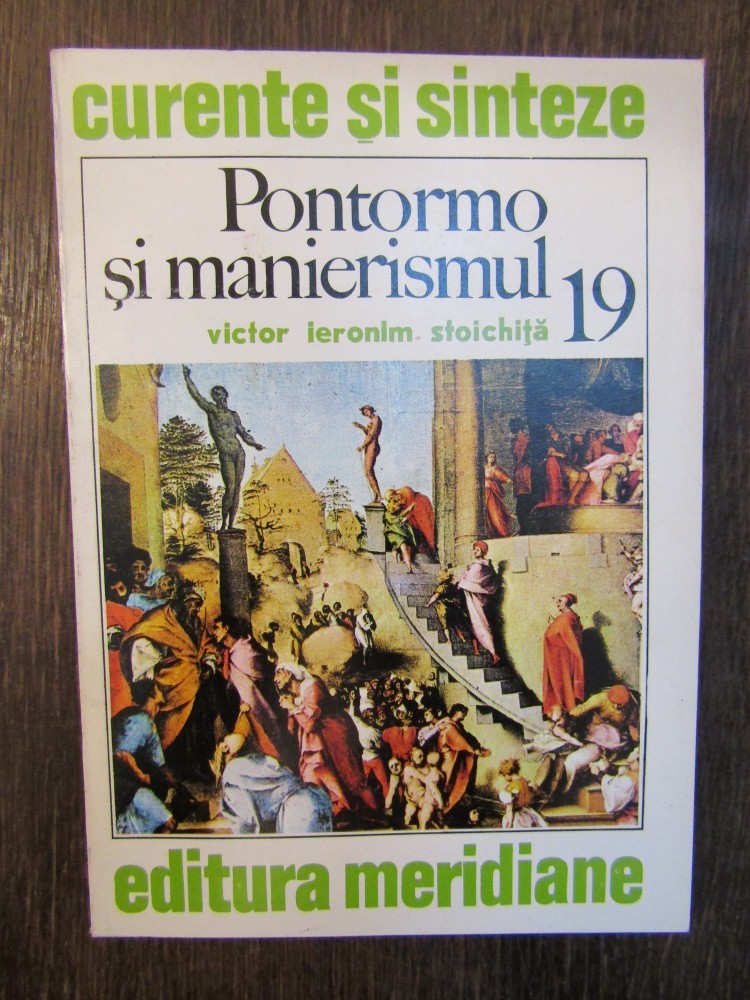 curente și sinteze
Pontormo
și manierismul
19
victor ieronim stoichiță
editura meridiane